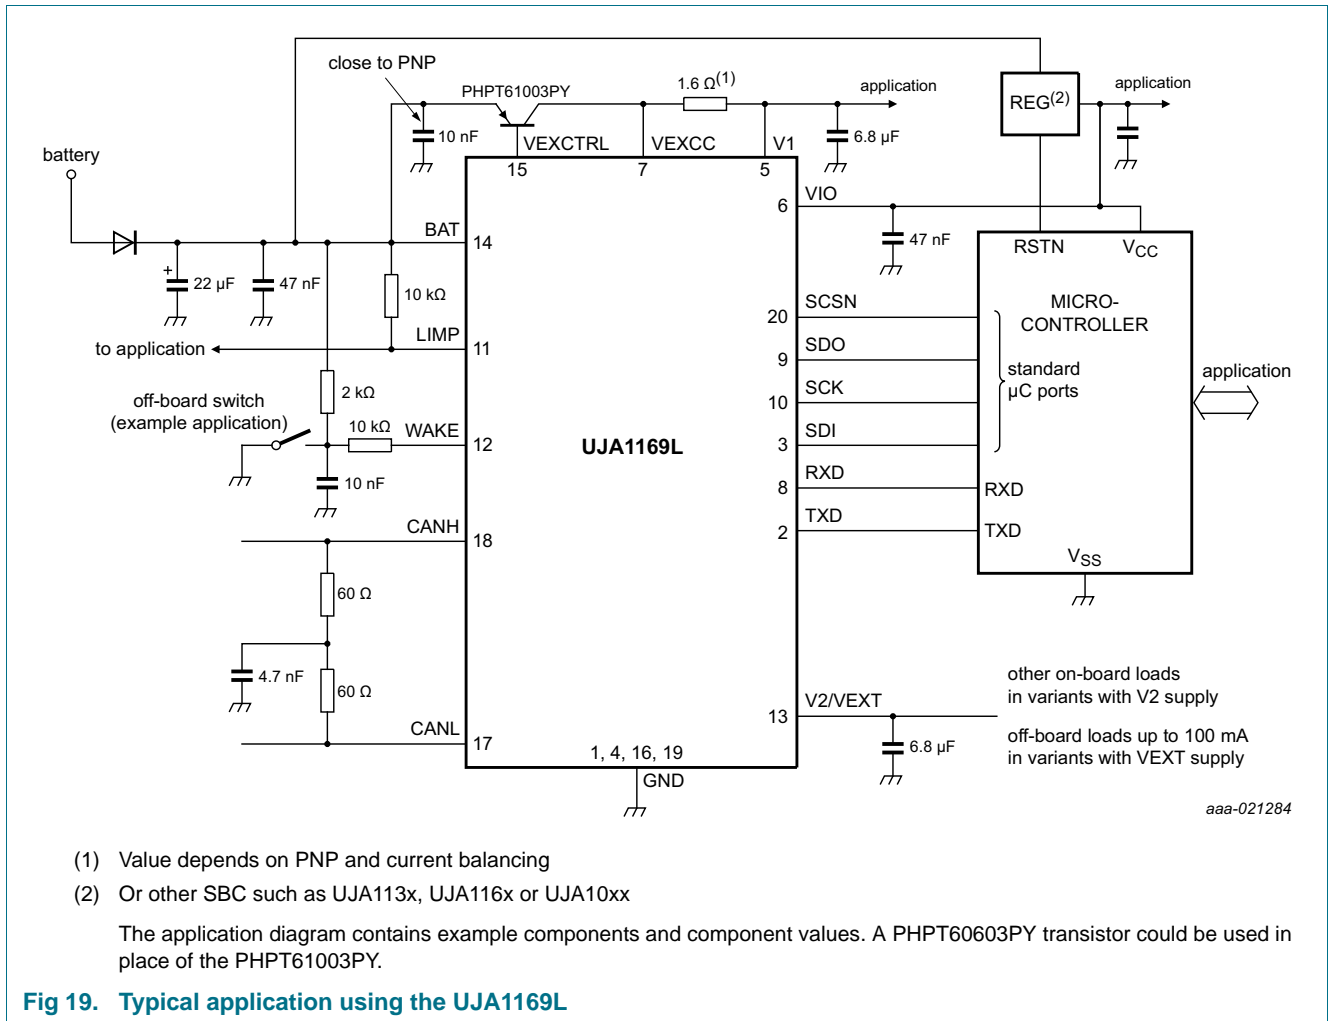 close to PNP
PHPT61003PY
1.6 Ω(1)
application
REG(2)
application
10 nF
6.8 µF
VEXCTRL
VEXCC
V1
15
7
5
battery
VIO
6
BAT
14
47 nF
RSTN
VCC
22 µF
47 nF
+
10 kΩ
MICRO-
CONTROLLER
SCSN
20
LIMP
11
to application
SDO
9
standard
µC ports
application
SCK
10
2 kΩ
off-board switch
(example application)
10 kΩ
WAKE
12
UJA1169L
SDI
3
10 nF
RXD
8
RXD
TXD
2
TXD
CANH
18
VSS
60 Ω
4.7 nF
60 Ω
other on-board loads
in variants with V2 supply
V2/VEXT
13
CANL
17
6.8 µF
off-board loads up to 100 mA
in variants with VEXT supply
1, 4, 16, 19
GND
aaa-021284
(1) Value depends on PNP and current balancing
(2) Or other SBC such as UJA113x, UJA116x or UJA10xx
The application diagram contains example components and component values. A PHPT60603PY transistor could be used in
place of the PHPT61003PY.
Fig 19. Typical application using the UJA1169L